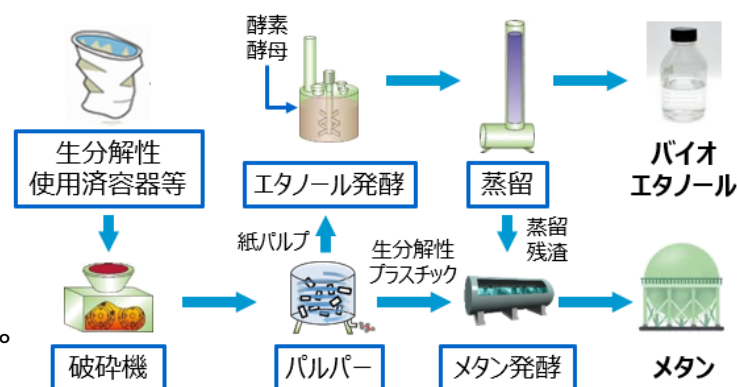 酵素
酵母
生分解性
使用済容器等
エタノール発酵
蒸留
バイオ
エタノール
紙パルプ
生分解性
プラスチック
蒸留
残渣
。
破砕機
パルパー
メタン発酵
メタン